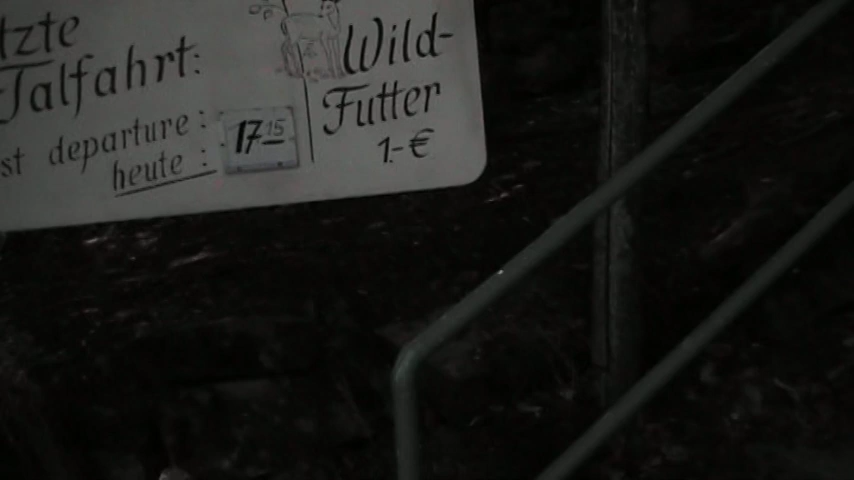 tzte
Talfahrt:
st departure:
heute:
17 15
Wild-
Futter
1.- €